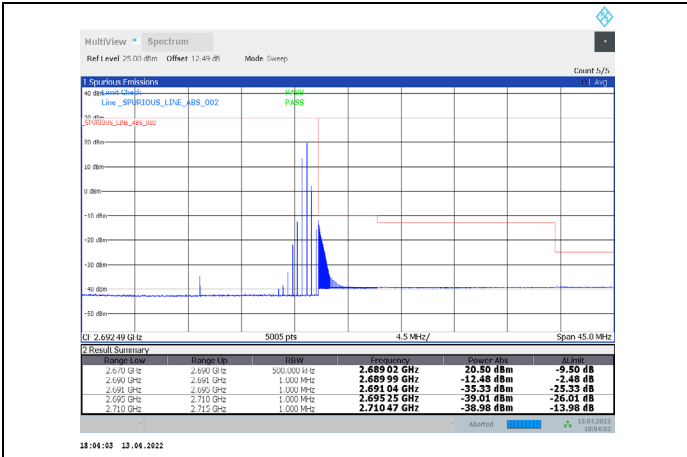 MultiView Spectrum
Ref Level 25.00 dBm Offset 12.49 dB Mode Sweep
Count 5/5
1 Spurious Emissions 1 Avg
40 dBm Limit Check PASS
Line _SPURIOUS_LINE_ABS_002 PASS
_SPURIOUS_LINE_ABS_002
20 dBm
10 dBm
0 dBm
-10 dBm
-20 dBm
-30 dBm
-40 dBm
-50 dBm
CF 2.692 49 GHz 5005 pts 4.5 MHz/ Span 45.0 MHz
2 Result Summary
Range Low Range Up RBW Frequency Power Abs ΔLimit
2.670 GHz 2.690 GHz 500.000 kHz 2.689 02 GHz 20.50 dBm -9.50 dB
2.690 GHz 2.691 GHz 1.000 MHz 2.689 99 GHz -12.48 dBm -2.48 dB
2.691 GHz 2.695 GHz 1.000 MHz 2.691 04 GHz -35.33 dBm -25.33 dB
2.695 GHz 2.710 GHz 1.000 MHz 2.695 25 GHz -39.01 dBm -26.01 dB
2.710 GHz 2.715 GHz 1.000 MHz 2.710 47 GHz -38.98 dBm -13.98 dB
Aborted 13.04.2022
18:04:02
18:04:03 13.04.2022